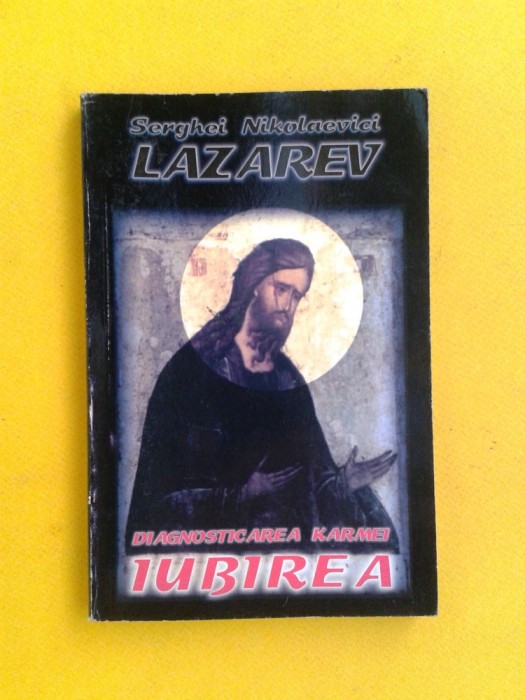 Serghei Nikolaevici
LAZAREV
DIAGNOSTICAREA KARMEI
IUBIREA